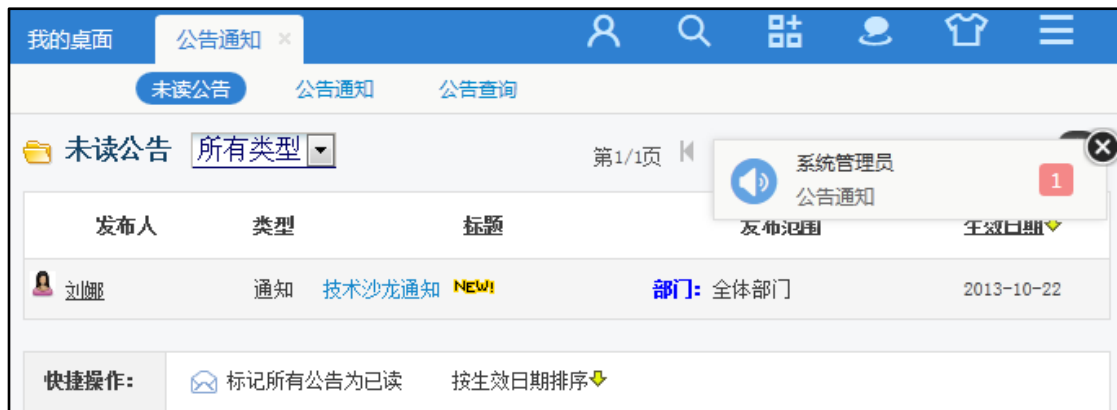 我的桌面 公告通知 ×
未读公告 公告通知 公告查询
未读公告 所有类型 第1/1页
系统管理员 1
公告通知
发布人 类型 标题 发布范围 生效日期
刘娜 通知 技术沙龙通知 NEW! 部门：全体部门 2013-10-22
快捷操作： 标记所有公告为已读 按生效日期排序